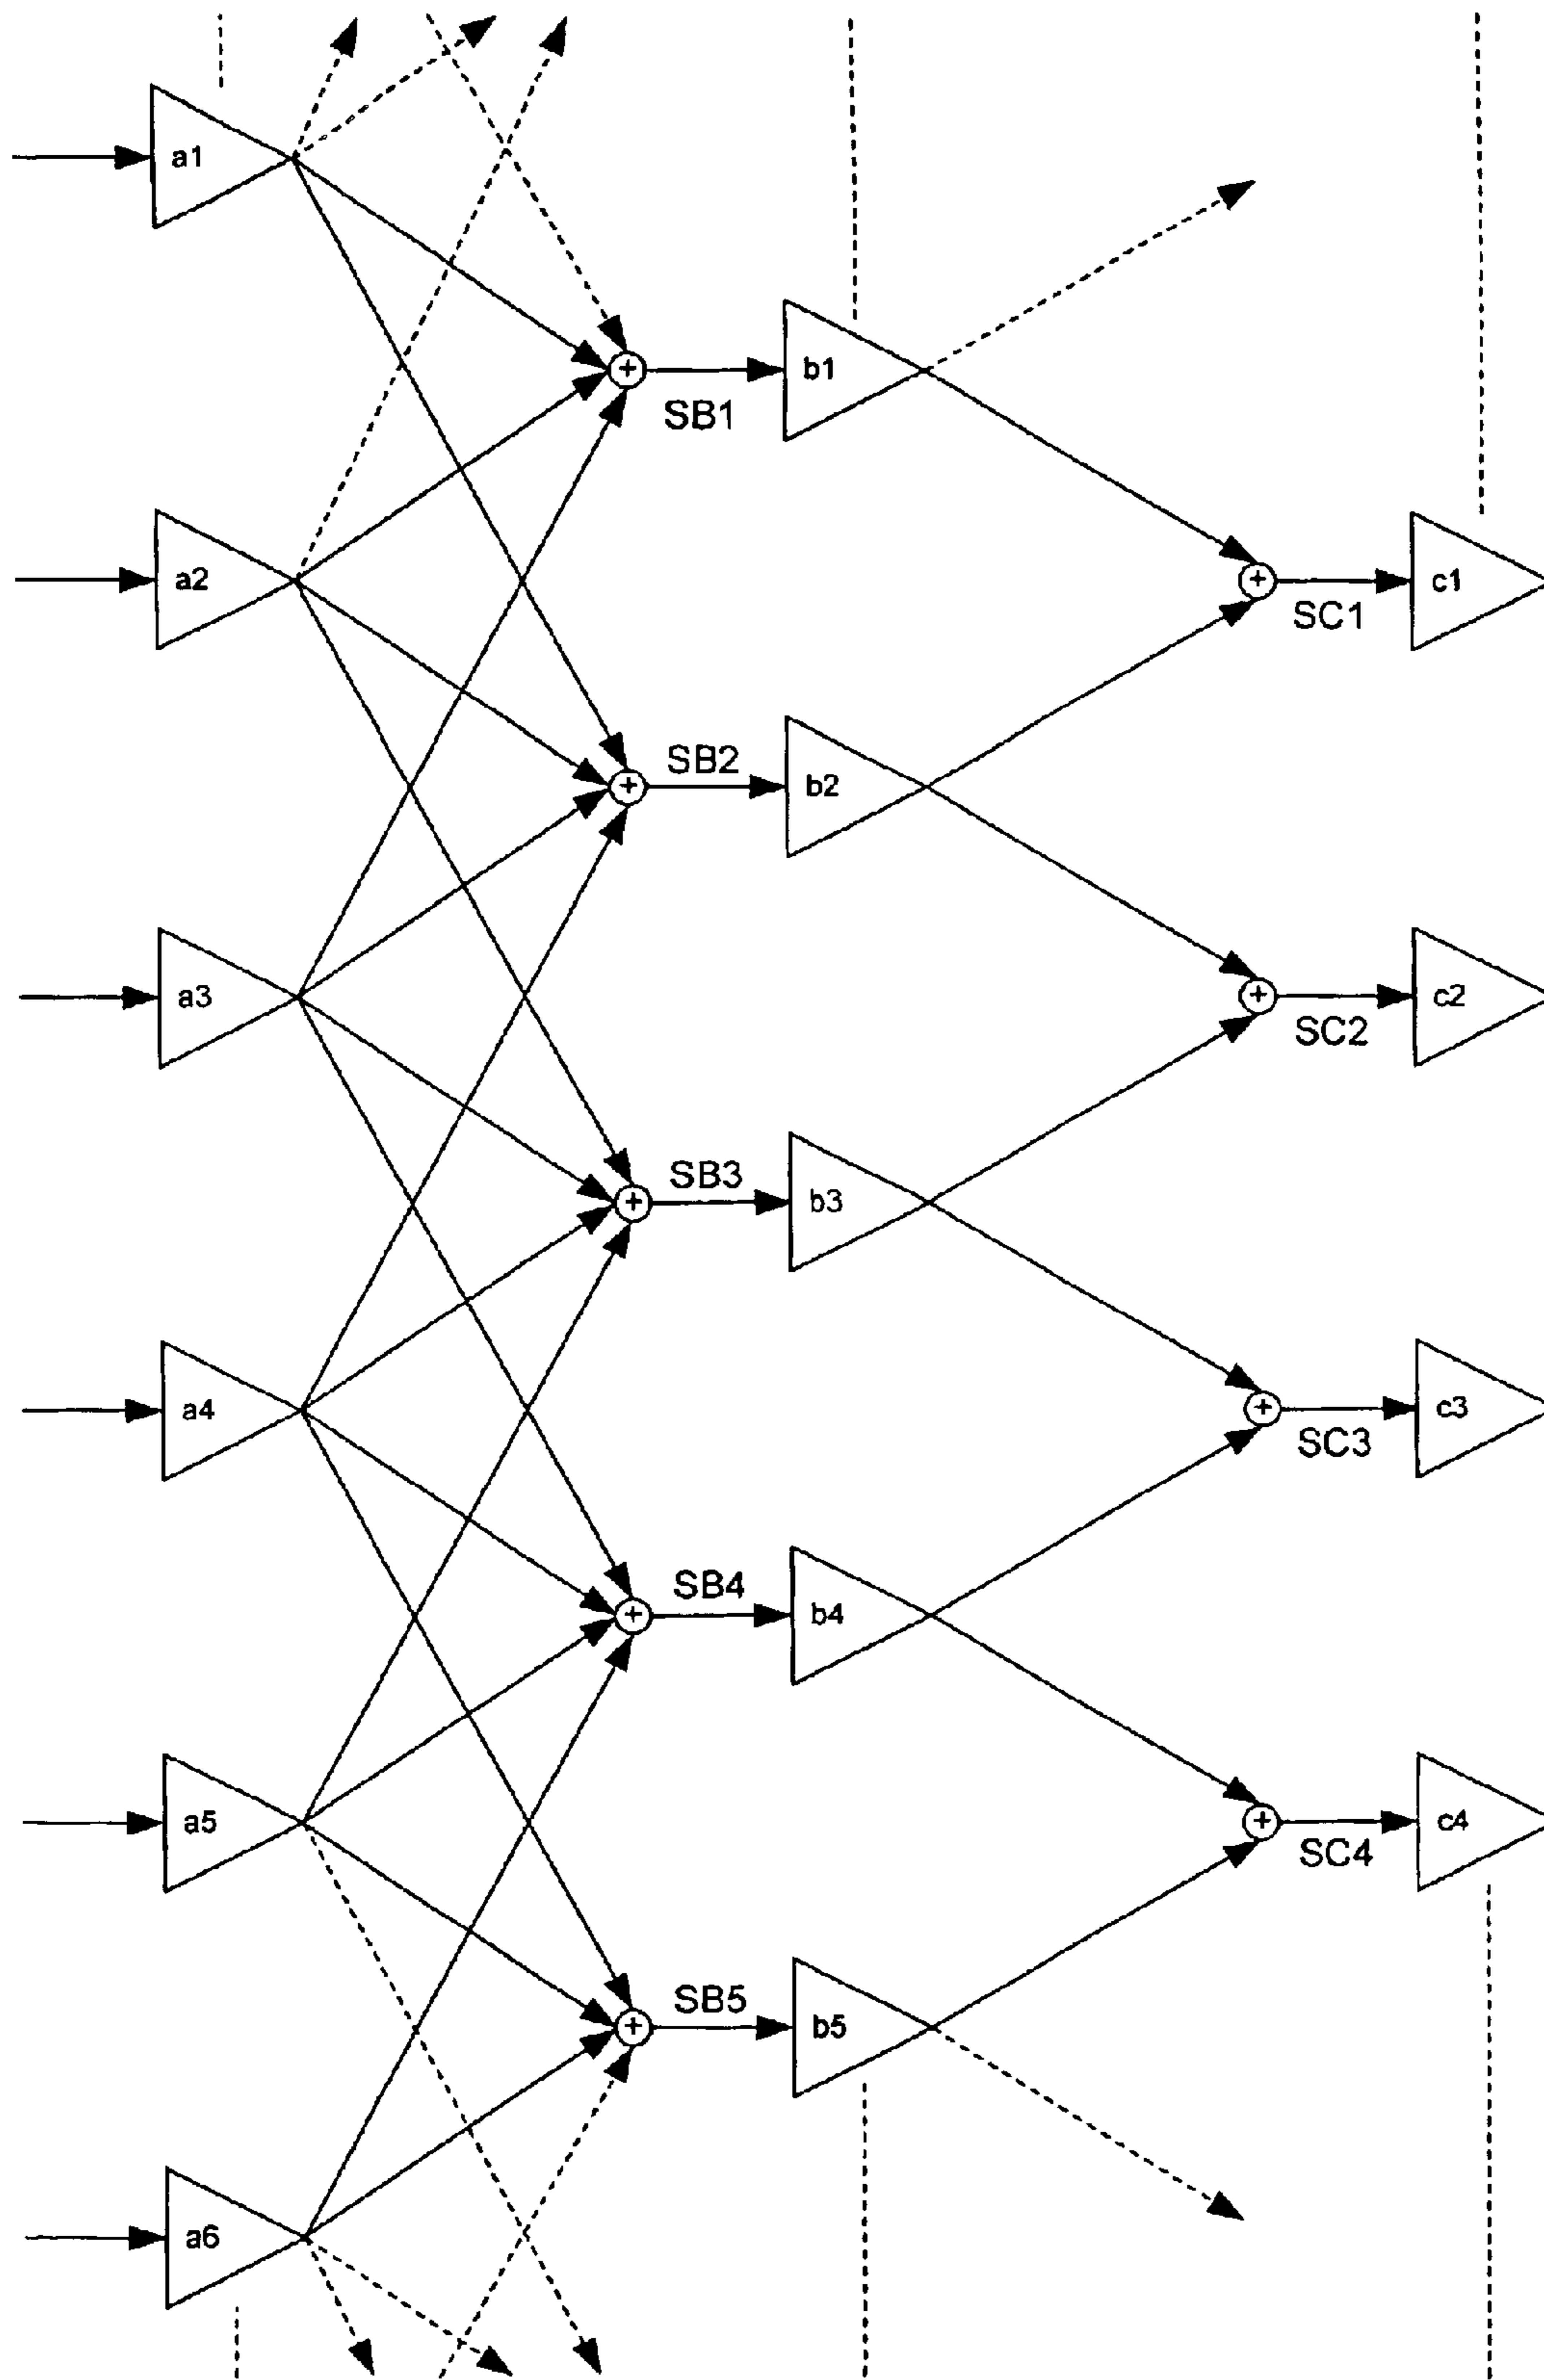 a1
+
b1
SB1
a2
+
c1
SC1
SB2
+
b2
a3
+
c2
SC2
SB3
+
b3
a4
+
c3
SC3
SB4
+
b4
a5
+
c4
SC4
SB5
+
b5
a6